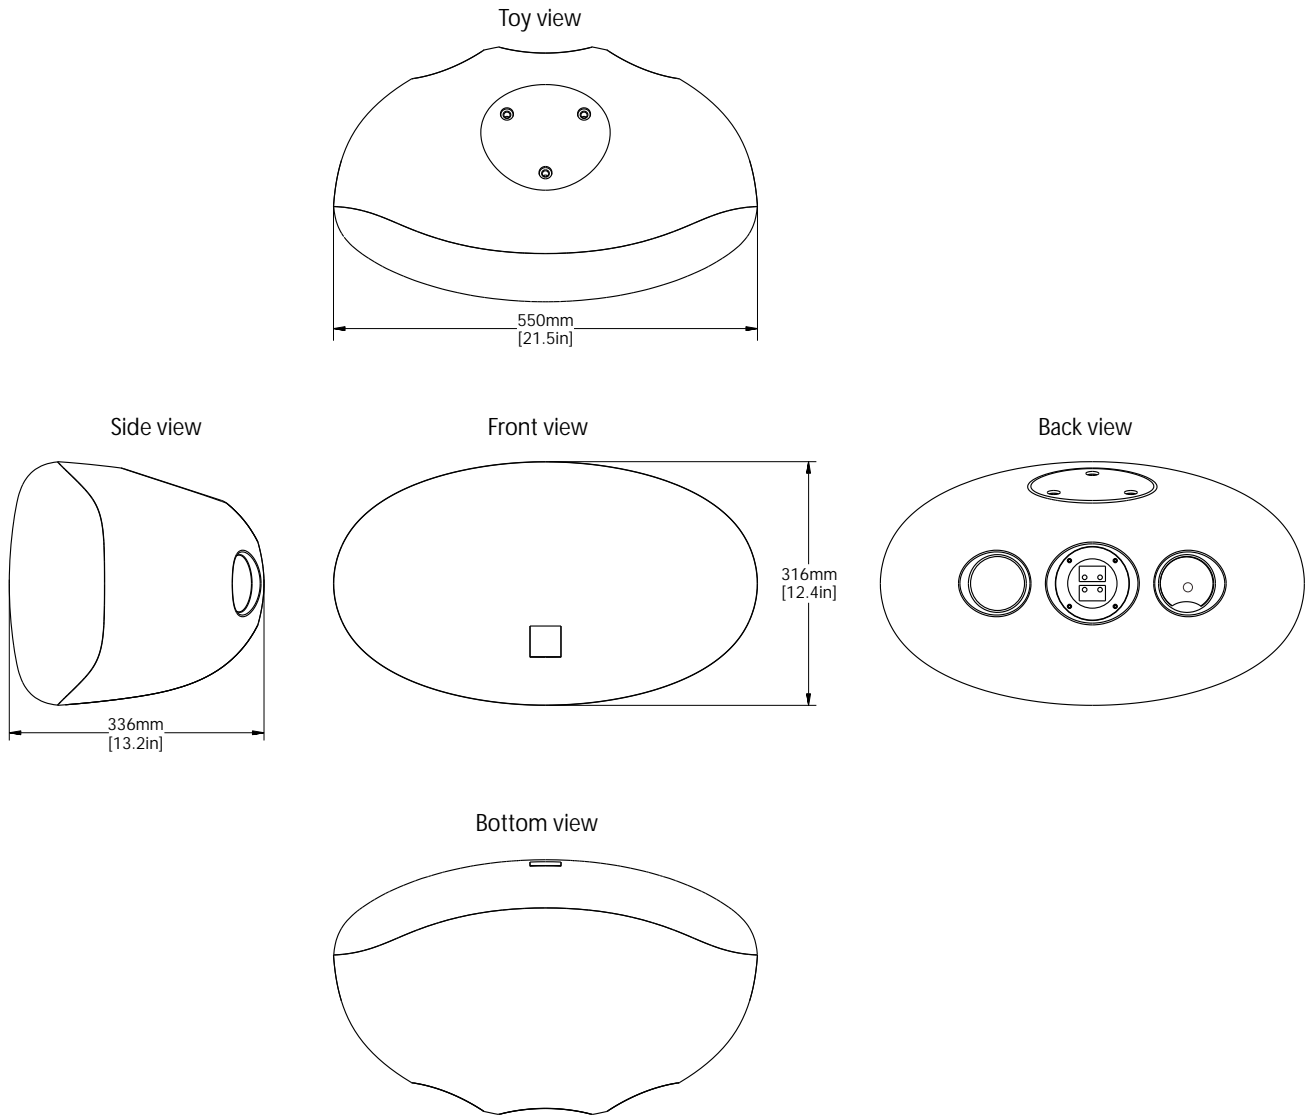 Toy view
550mm
[21.5in]
Side view
Front view
Back view
316mm
[12.4in]
336mm
[13.2in]
Bottom view